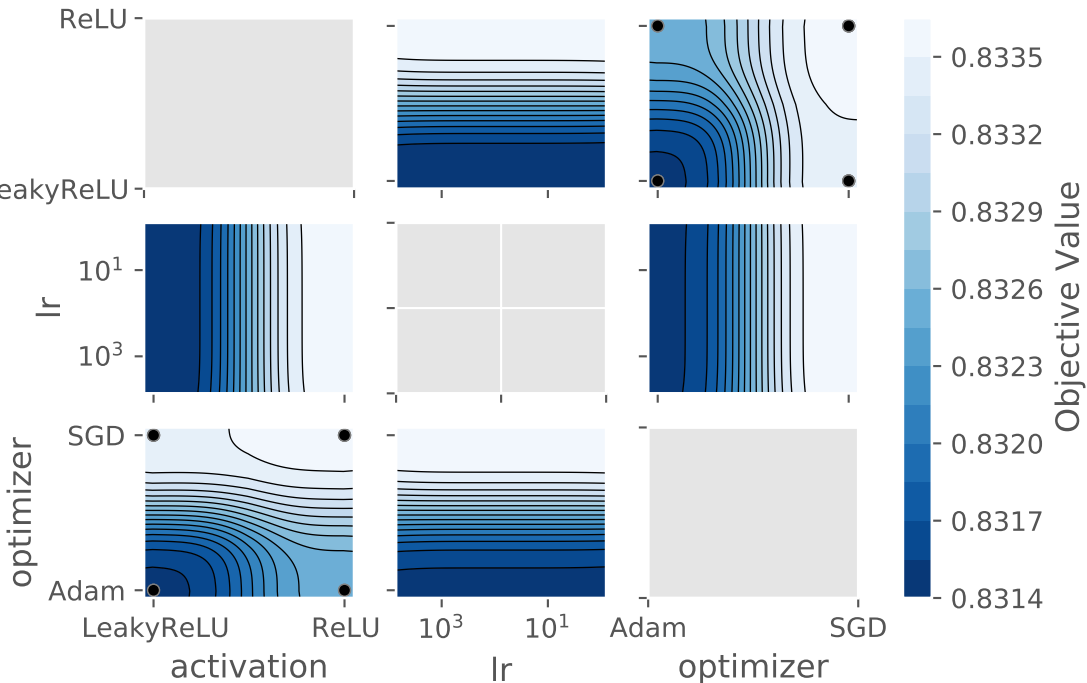 ReLU
eakyReLU
lr
10¹
10³
optimizer
SGD
Adam
LeakyReLU
ReLU
activation
10³
10¹
lr
Adam
SGD
optimizer
0.8335
0.8332
0.8329
0.8326
0.8323
0.8320
0.8317
0.8314
Objective Value